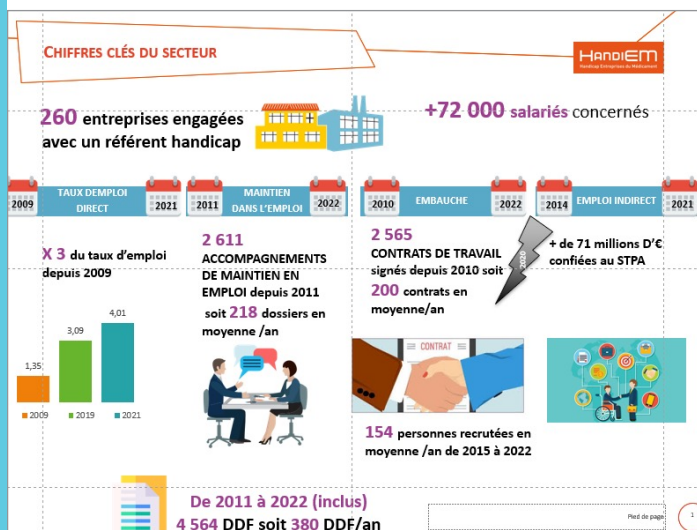 CHIFFRES CLÉS DU SECTEUR
HANDIEM
Handicap Entreprises du Médicament
260 entreprises engagées
avec un référent handicap
+72 000 salariés concernés
2009
TAUX DEMPLOI
DIRECT
2021
2011
MAINTIEN
DANS L'EMPLOI
2022
2010
EMBAUCHE
2022
2014
EMPLOI INDIRECT
2021
X 3 du taux d'emploi
depuis 2009
2 611
ACCOMPAGNEMENTS
DE MAINTIEN EN
EMPLOI depuis 2011
soit 218 dossiers en
moyenne /an
2 565
CONTRATS DE TRAVAIL
signés depuis 2010 soit
200 contrats en
moyenne/an
2020
+ de 71 millions D'€
confiées au STPA
1,35
3,09
4,01
2009
2019
2021
CONTRAT
154 personnes recrutées en
moyenne /an de 2015 à 2022
De 2011 à 2022 (inclus)
4 564 DDF soit 380 DDF/an
Pied de page
1